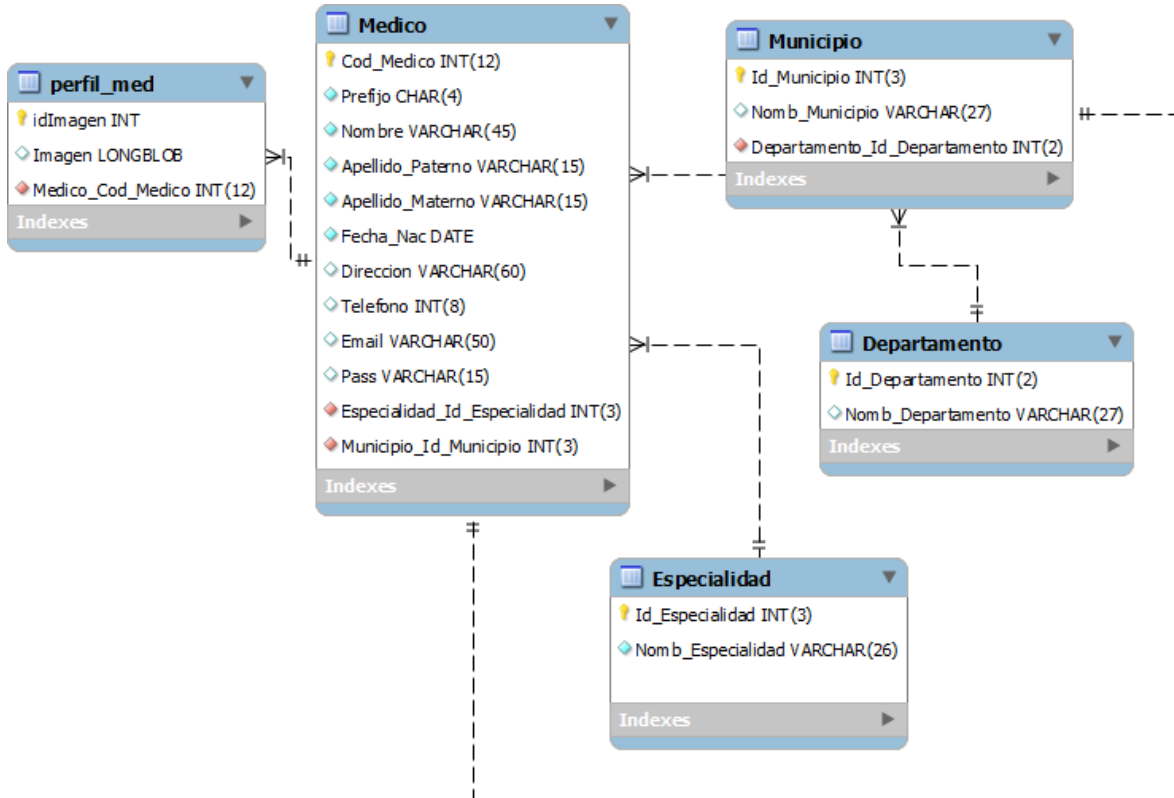 perfil_med
idImagen INT
Imagen LONGBLOB
Medico_Cod_Medico INT(12)
Indexes
Medico
Cod_Medico INT(12)
Prefijo CHAR(4)
Nombre VARCHAR(45)
Apellido_Paterno VARCHAR(15)
Apellido_Materno VARCHAR(15)
Fecha_Nac DATE
Direccion VARCHAR(60)
Telefono INT(8)
Email VARCHAR(50)
Pass VARCHAR(15)
Especialidad_Id_Especialidad INT(3)
Municipio_Id_Municipio INT(3)
Indexes
Municipio
Id_Municipio INT(3)
Nomb_Municipio VARCHAR(27)
Departamento_Id_Departamento INT(2)
Indexes
Departamento
Id_Departamento INT(2)
Nomb_Departamento VARCHAR(27)
Indexes
Especialidad
Id_Especialidad INT(3)
Nomb_Especialidad VARCHAR(26)
Indexes